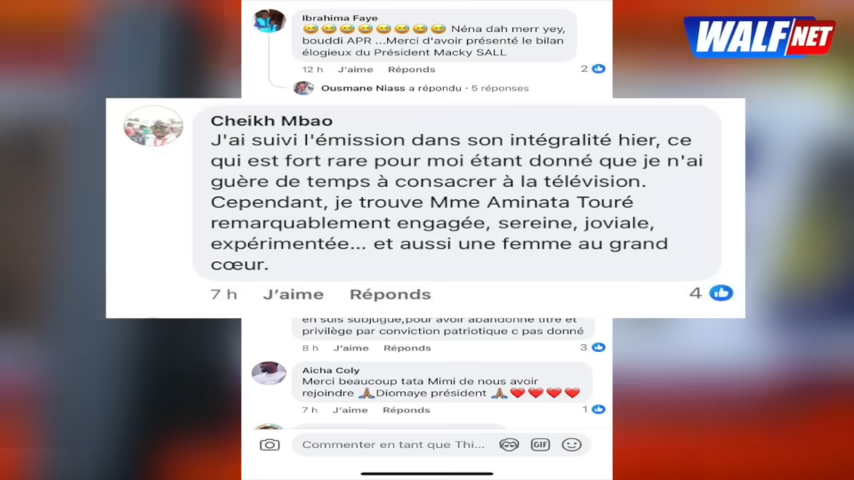 WALFNET
Ibrahima Faye
😅😅😅😅😅😅😅😅 Néna dah merr yey,
bouddi APR ...Merci d'avoir présenté le bilan
élogieux du Président Macky SALL
12 h J'aime Réponds 2
Ousmane Niass a répondu · 5 réponses
Cheikh Mbao
J'ai suivi l'émission dans son intégralité hier, ce
qui est fort rare pour moi étant donné que je n'ai
guère de temps à consacrer à la télévision.
Cependant, je trouve Mme Aminata Touré
remarquablement engagée, sereine, joviale,
expérimentée... et aussi une femme au grand
cœur.
7 h J'aime Réponds 4
en suis subjugué,pour avoir abandonné titre et
privilège par conviction patriotique c pas donné
8 h J'aime Réponds 3
Aicha Coly
Merci beaucoup tata Mimi de nous avoir
rejoindre 🙏🏾Diomaye président 🙏🏾❤️❤️❤️❤️
7 h J'aime Réponds 1
Commenter en tant que Thi... GIF